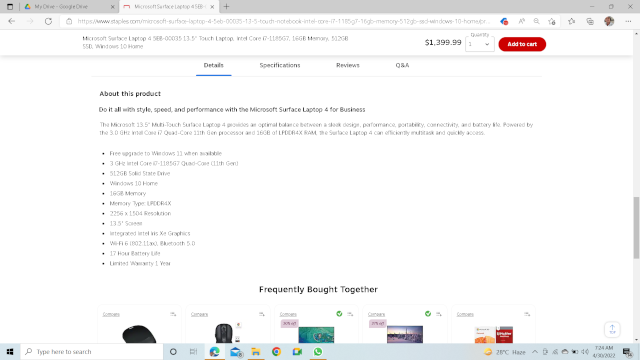 My Drive - Google Drive
Microsoft Surface Laptop 4 5EB-0
https://www.staples.com/microsoft-surface-laptop-4-5eb-00035-13-5-touch-notebook-intel-core-i7-1185g7-16gb-memory-512gb-ssd-windows-10-home/pr...
Microsoft Surface Laptop 4 5EB-00035 13.5" Touch Laptop, Intel Core i7-1185G7, 16GB Memory, 512GB
SSD, Windows 10 Home
$1,399.99
Quantity
1
Add to cart
Details
Specifications
Reviews
Q&A
About this product
Do it all with style, speed, and performance with the Microsoft Surface Laptop 4 for Business
The Microsoft 13.5" Multi-Touch Surface Laptop 4 provides an optimal balance between a sleek design, performance, portability, connectivity, and battery life. Powered by
the 3.0 GHz Intel Core i7 Quad-Core 11th Gen processor and 16GB of LPDDR4X RAM, the Surface Laptop 4 can efficiently multitask and quickly access.
• Free upgrade to Windows 11 when available
• 3 GHz Intel Core i7-1185G7 Quad-Core (11th Gen)
• 512GB Solid State Drive
• Windows 10 Home
• 16GB Memory
• Memory Type: LPDDR4X
• 2256 x 1504 Resolution
• 13.5" Screen
• Integrated Intel Iris Xe Graphics
• Wi-Fi 6 (802.11ax), Bluetooth 5.0
• 17 Hour Battery Life
• Limited Warranty 1 Year
Frequently Bought Together
Compare
Compare
Compare
Compare
Compare
Type here to search
28°C Haze
7:24 AM
4/30/2022